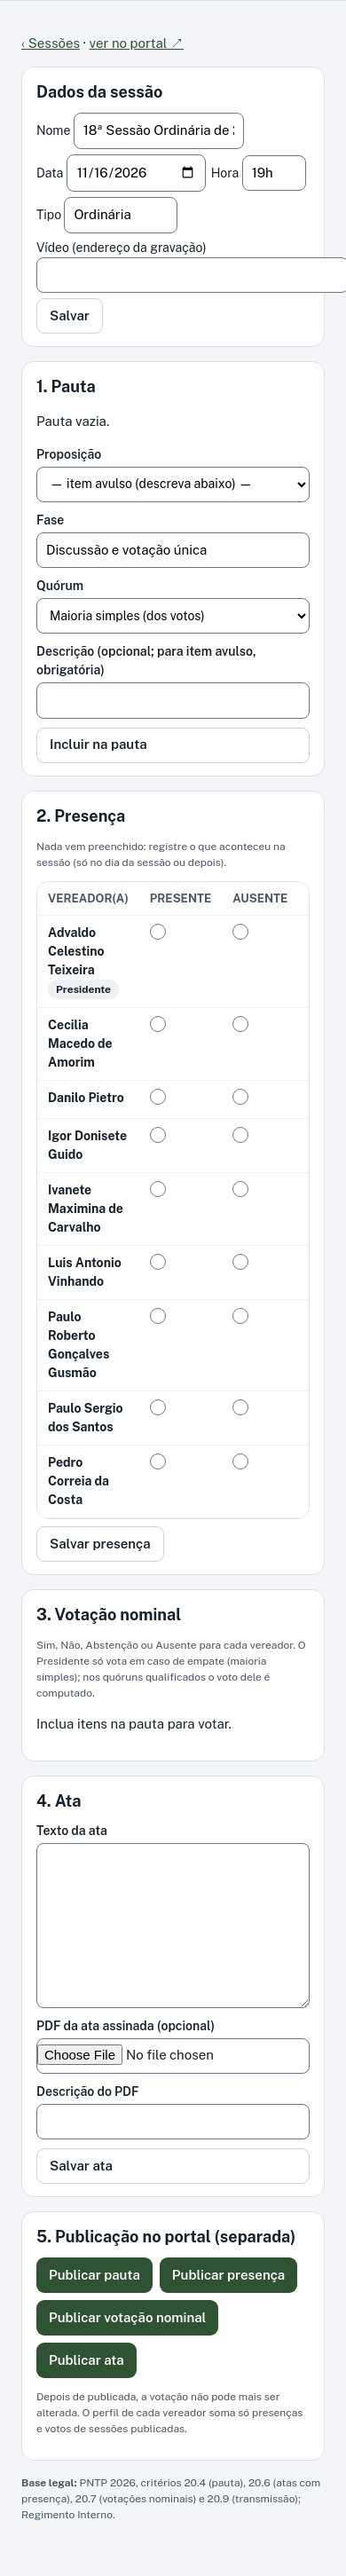 ‹ Sessões · ver no portal ↗
Dados da sessão
Nome 18ª Sessão Ordinária de
Data 11/16/2026 Hora 19h
Tipo Ordinária
Vídeo (endereço da gravação)
Salvar
1. Pauta
Pauta vazia.
Proposição
— item avulso (descreva abaixo) —
Fase
Discussão e votação única
Quórum
Maioria simples (dos votos)
Descrição (opcional; para item avulso,
obrigatória)
Incluir na pauta
2. Presença
Nada vem preenchido: registre o que aconteceu na
sessão (só no dia da sessão ou depois).
VEREADOR(A) PRESENTE AUSENTE
Advaldo
Celestino
Teixeira
Presidente
Cecilia
Macedo de
Amorim
Danilo Pietro
Igor Donisete
Guido
Ivanete
Maximina de
Carvalho
Luis Antonio
Vinhando
Paulo
Roberto
Gonçalves
Gusmão
Paulo Sergio
dos Santos
Pedro
Correia da
Costa
Salvar presença
3. Votação nominal
Sim, Não, Abstenção ou Ausente para cada vereador. O
Presidente só vota em caso de empate (maioria
simples); nos quóruns qualificados o voto dele é
computado.
Inclua itens na pauta para votar.
4. Ata
Texto da ata
PDF da ata assinada (opcional)
Choose File No file chosen
Descrição do PDF
Salvar ata
5. Publicação no portal (separada)
Publicar pauta Publicar presença
Publicar votação nominal
Publicar ata
Depois de publicada, a votação não pode mais ser
alterada. O perfil de cada vereador soma só presenças
e votos de sessões publicadas.
Base legal: PNTP 2026, critérios 20.4 (pauta), 20.6 (atas com
presença), 20.7 (votações nominais) e 20.9 (transmissão);
Regimento Interno.